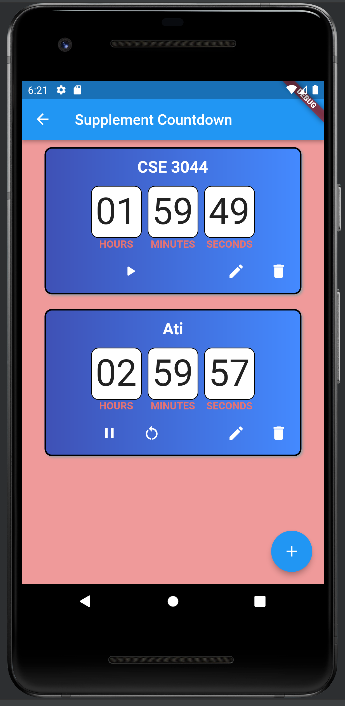 6:21
DEBUG
Supplement Countdown
CSE 3044
01 59 49
HOURS MINUTES SECONDS
Ati
02 59 57
HOURS MINUTES SECONDS